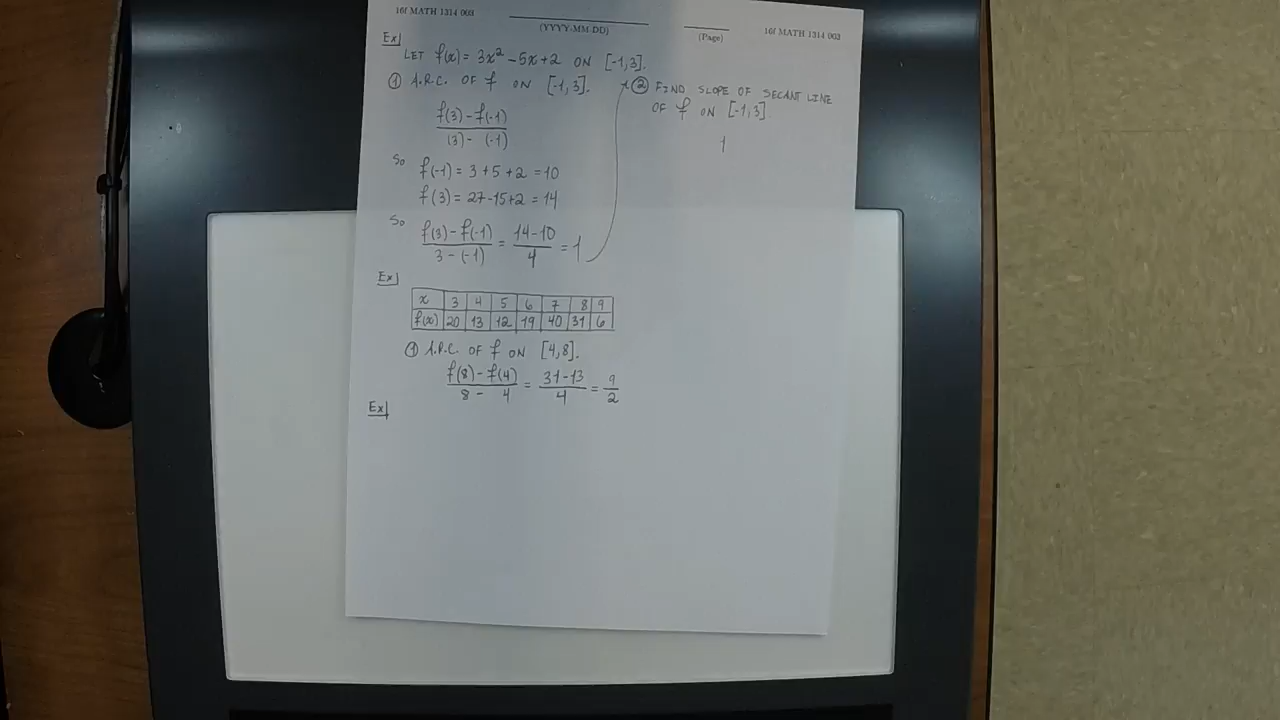 16f MATH 1314 003
(YYYY-MM-DD)
(Page)
16f MATH 1314 003
Ex
LET f(x) = 3x² - 5x + 2 ON [-1,3].
① A.R.C. OF f ON [-1,3].
f(3) - f(-1)
(3) - (-1)
So f(-1) = 3 + 5 + 2 = 10
f(3) = 27 - 15 + 2 = 14
So f(3) - f(-1) / 3 - (-1) = 14 - 10 / 4 = 1
② FIND SLOPE OF SECANT LINE
OF f ON [-1,3].
1
Ex
x 3 4 5 6 7 8 9
f(x) 20 13 12 19 40 31 6
① A.R.C. OF f ON [4,8].
f(8) - f(4) / 8 - 4 = 31 - 13 / 4 = 9 / 2
Ex